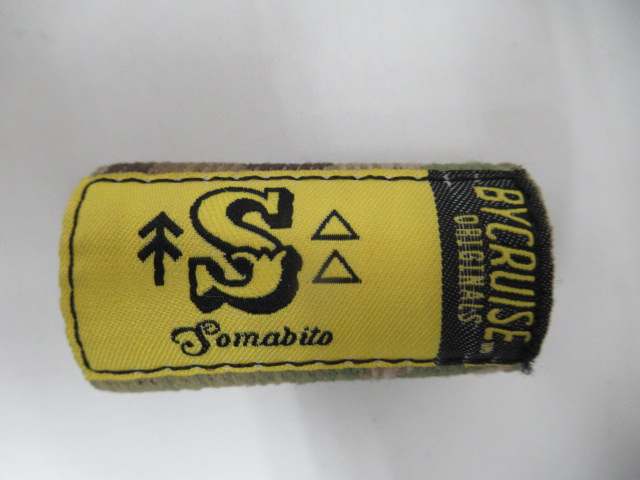 S
Somabito
BYCRUISE
ORIGINALS